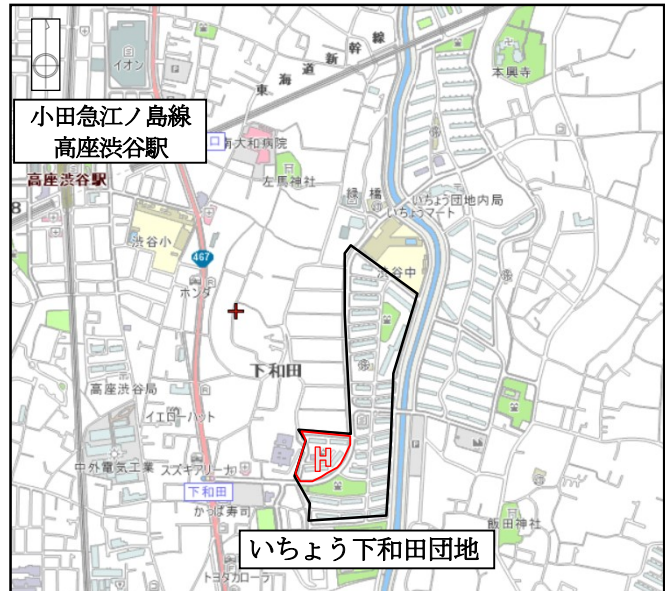 イオン
東海道新幹線
本興寺
小田急江ノ島線
高座渋谷駅
口
南大和病院
高座渋谷駅
左馬神社
緑橋
いちょう団地内局
いちょうマート
8
渋谷小
渋谷中
467
ホンダ
下和田
高座渋谷局
イエローハット
エ
中外電気工業
スズキアリーナ
下和田
かっぱ寿司
飯田神社
いちょう下和田団地
トヨタカローラ